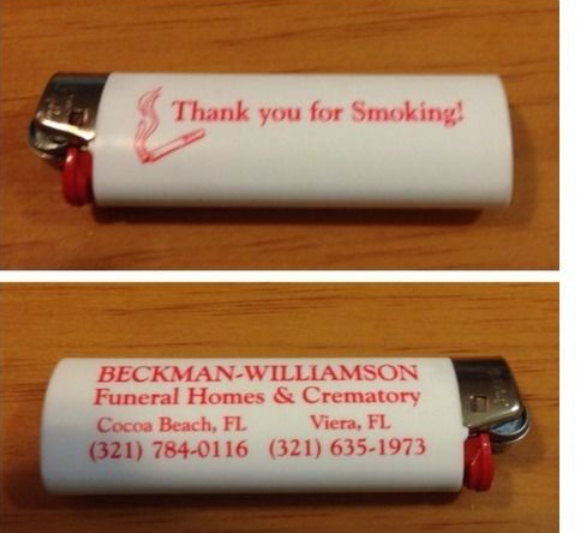 Thank you for Smoking!
BECKMAN-WILLIAMSON
Funeral Homes & Crematory
Cocoa Beach, FL Viera, FL
(321) 784-0116 (321) 635-1973